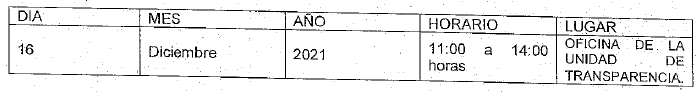 DIA MES AÑO HORARIO LUGAR
16 Diciembre 2021 11:00 a 14:00 horas OFICINA DE LA UNIDAD DE TRANSPARENCIA.